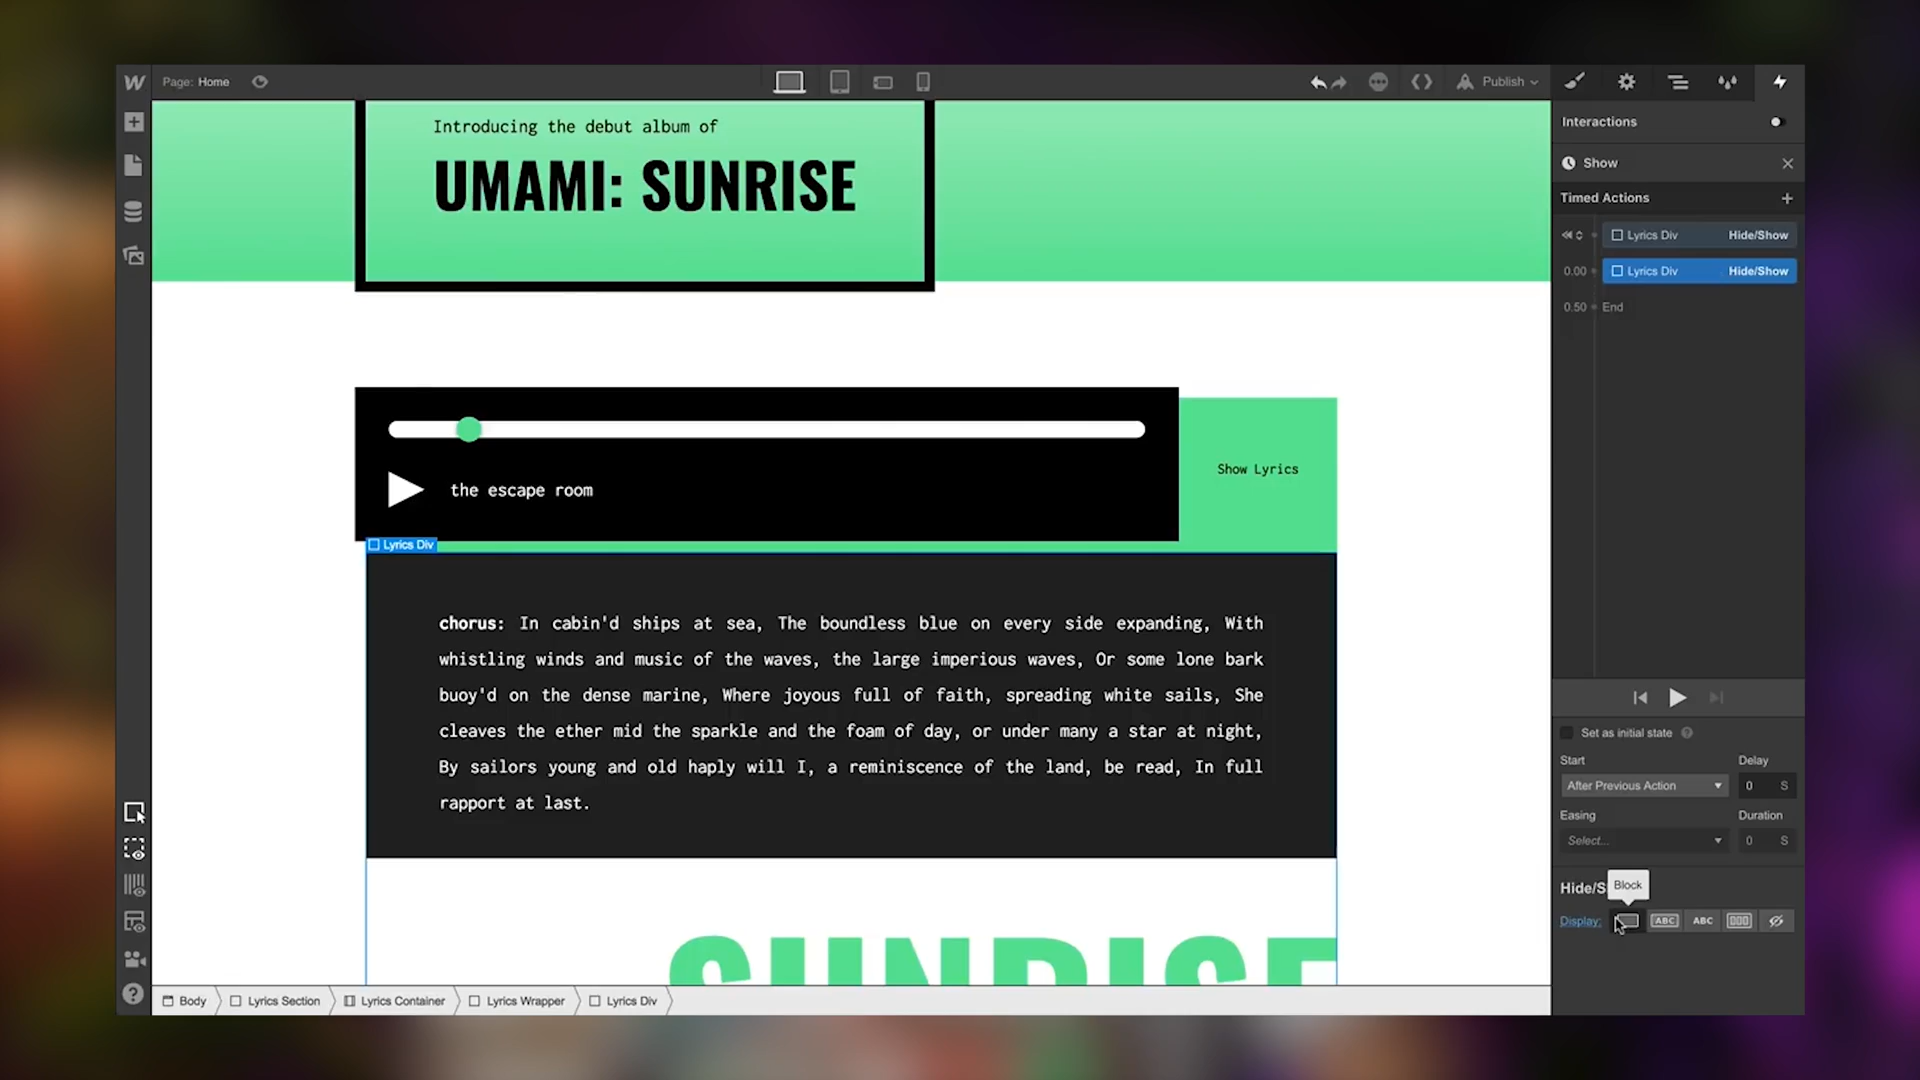 Page: Home
Publish
Introducing the debut album of
UMAMI: SUNRISE
the escape room
Show Lyrics
Lyrics Div
chorus: In cabin'd ships at sea, The boundless blue on every side expanding, With
whistling winds and music of the waves, the large imperious waves, Or some lone bark
buoy'd on the dense marine, Where joyous full of faith, spreading white sails, She
cleaves the ether mid the sparkle and the foam of day, or under many a star at night,
By sailors young and old haply will I, a reminiscence of the land, be read, In full
rapport at last.
SUNRISE
Body Lyrics Section Lyrics Container Lyrics Wrapper Lyrics Div
Interactions
Show
Timed Actions
Lyrics Div Hide/Show
0.00 Lyrics Div Hide/Show
0.50 End
Set as initial state
Start Delay
After Previous Action 0 S
Easing Duration
Select... 0 S
Hide/S
Block
Display: ABC ABC